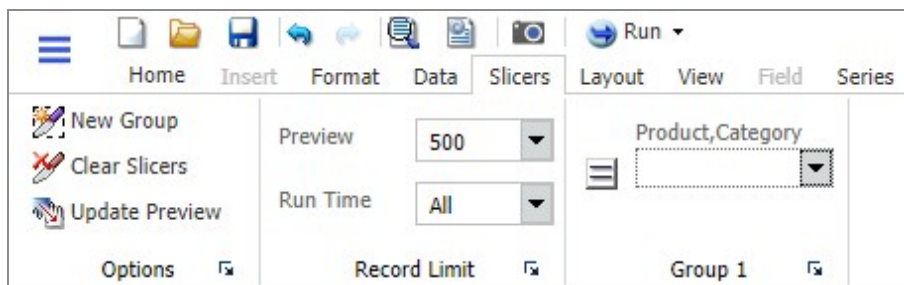 Run
Home Insert Format Data Slicers Layout View Field Series
New Group
Clear Slicers
Update Preview
Options
Preview 500
Run Time All
Record Limit
Product,Category
Group 1